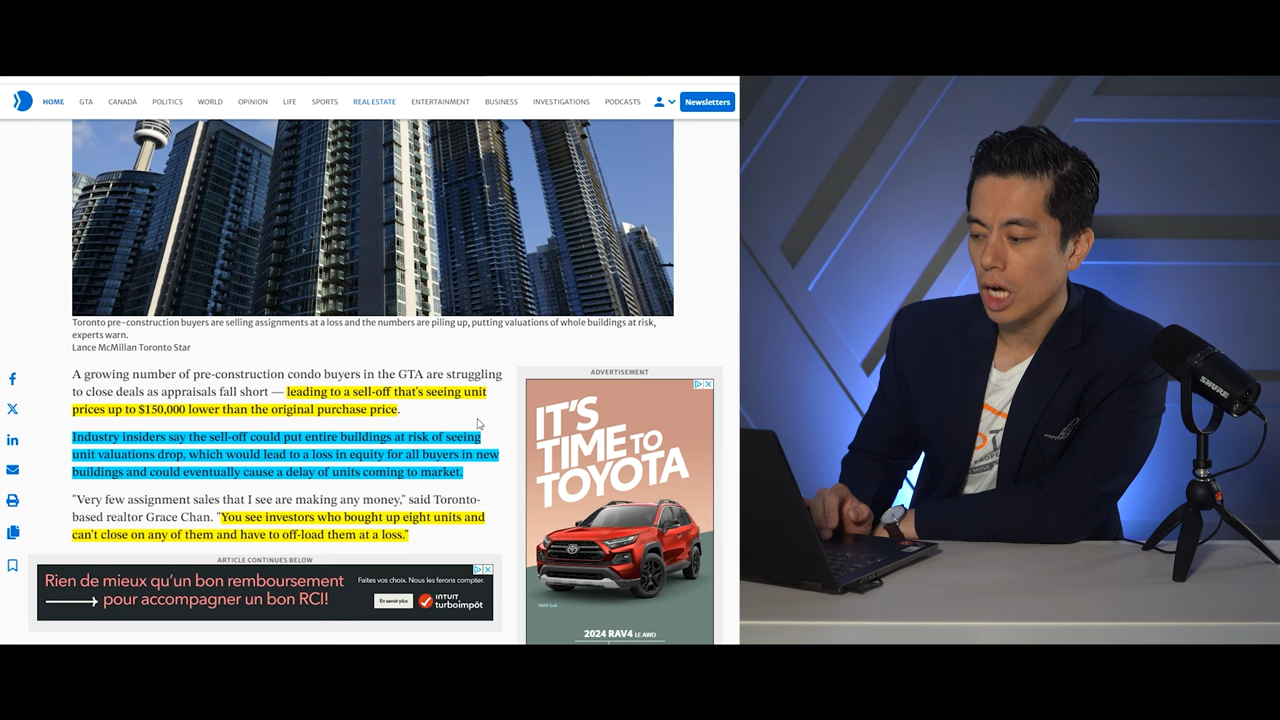 HOME GTA CANADA POLITICS WORLD OPINION LIFE SPORTS REAL ESTATE ENTERTAINMENT BUSINESS INVESTIGATIONS PODCASTS Newsletters
Toronto pre-construction buyers are selling assignments at a loss and the numbers are piling up, putting valuations of whole buildings at risk,
experts warn.
Lance McMillan Toronto Star
A growing number of pre-construction condo buyers in the GTA are struggling
to close deals as appraisals fall short — leading to a sell-off that's seeing unit
prices up to $150,000 lower than the original purchase price.
Industry insiders say the sell-off could put entire buildings at risk of seeing
unit valuations drop, which would lead to a loss in equity for all buyers in new
buildings and could eventually cause a delay of units coming to market.
"Very few assignment sales that I see are making any money," said Toronto-
based realtor Grace Chan. "You see investors who bought up eight units and
can't close on any of them and have to off-load them at a loss."
ARTICLE CONTINUES BELOW
Rien de mieux qu'un bon remboursement
pour accompagner un bon RCI!
Faites vos choix. Nous les ferons compter.
En savoir plus
INTUIT
turboimpôt
ADVERTISEMENT
IT'S
TIME TO
TOYOTA
2024 RAV4 LE AWD
SHURE
MOVE